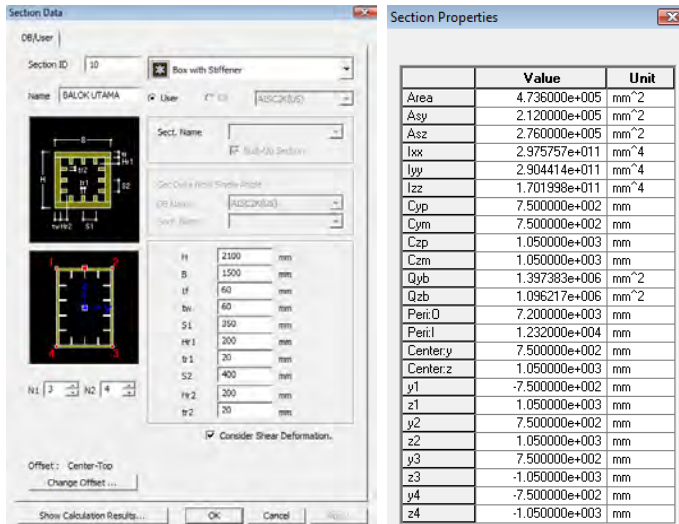 Section Data
DB/User
Section ID 10
Box with Stiffener
Name BALOK UTAMA
User
AISC2K(US)
Sect. Name
Built-Up Section
Get Data from Single Angle
DB Name AISC2K(US)
Sect. Name
B
H
tr2
tr1
Hr1
S2
tw Hr2 S1
1 2
4 3
N1 3 N2 4
H 2100 mm
B 1500 mm
tf 60 mm
tw 60 mm
S1 350 mm
Hr1 200 mm
tr1 20 mm
S2 400 mm
Hr2 200 mm
tr2 20 mm
Consider Shear Deformation.
Offset : Center-Top
Change Offset ...
Show Calculation Results... OK Cancel
Section Properties
Value Unit
Area 4.736000e+005 mm^2
Asy 2.120000e+005 mm^2
Asz 2.760000e+005 mm^2
Ixx 2.975757e+011 mm^4
Iyy 2.904414e+011 mm^4
Izz 1.701998e+011 mm^4
Cyp 7.500000e+002 mm
Cym 7.500000e+002 mm
Czp 1.050000e+003 mm
Czm 1.050000e+003 mm
Qyb 1.397383e+006 mm^2
Qzb 1.096217e+006 mm^2
Peri:O 7.200000e+003 mm
Peri:I 1.232000e+004 mm
Center:y 7.500000e+002 mm
Center:z 1.050000e+003 mm
y1 -7.500000e+002 mm
z1 1.050000e+003 mm
y2 7.500000e+002 mm
z2 1.050000e+003 mm
y3 7.500000e+002 mm
z3 -1.050000e+003 mm
y4 -7.500000e+002 mm
z4 -1.050000e+003 mm